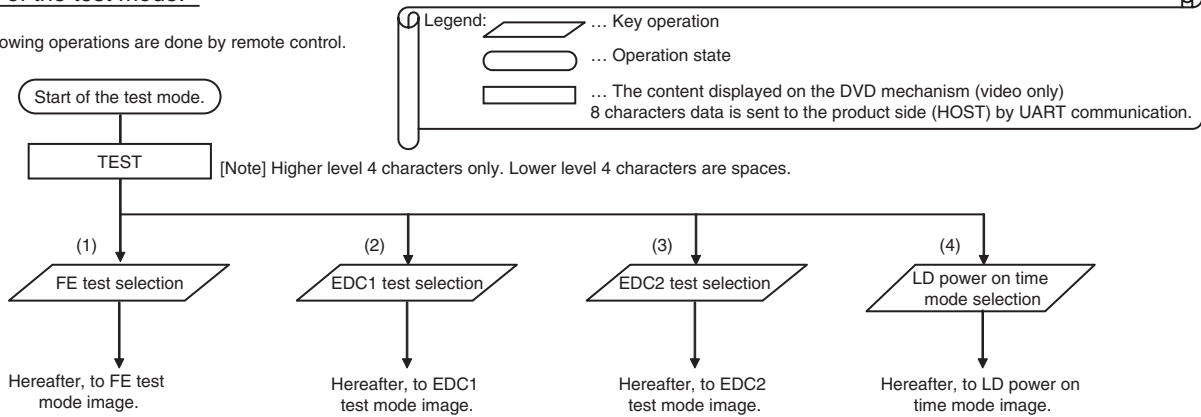 of the test mode.
owing operations are done by remote control.
Legend:
... Key operation
... Operation state
... The content displayed on the DVD mechanism (video only)
8 characters data is sent to the product side (HOST) by UART communication.
Start of the test mode.
TEST
[Note] Higher level 4 characters only. Lower level 4 characters are spaces.
(1)
(2)
(3)
(4)
FE test selection
EDC1 test selection
EDC2 test selection
LD power on time
mode selection
Hereafter, to FE test
mode image.
Hereafter, to EDC1
test mode image.
Hereafter, to EDC2
test mode image.
Hereafter, to LD power on
time mode image.